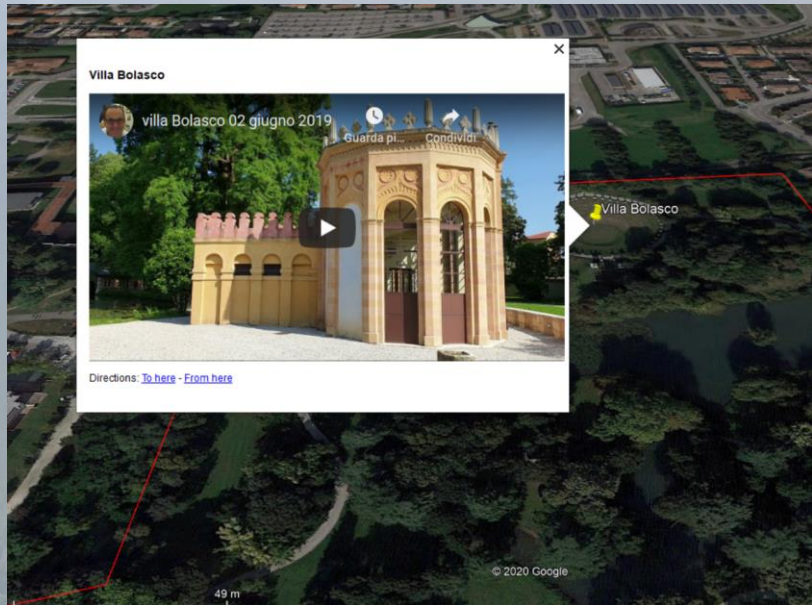 Villa Bolasco
villa Bolasco 02 giugno 2019
Guarda pi...
Condividi
Villa Bolasco
Directions: To here - From here
© 2020 Google
49 m